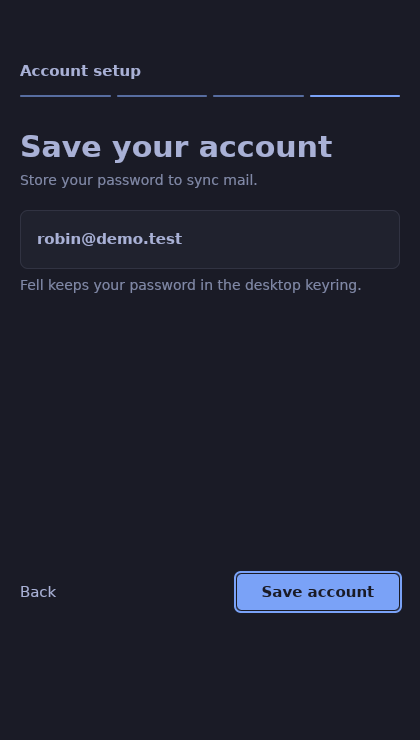 Account setup
Save your account
Store your password to sync mail.
robin@demo.test
Fell keeps your password in the desktop keyring.
Back
Save account